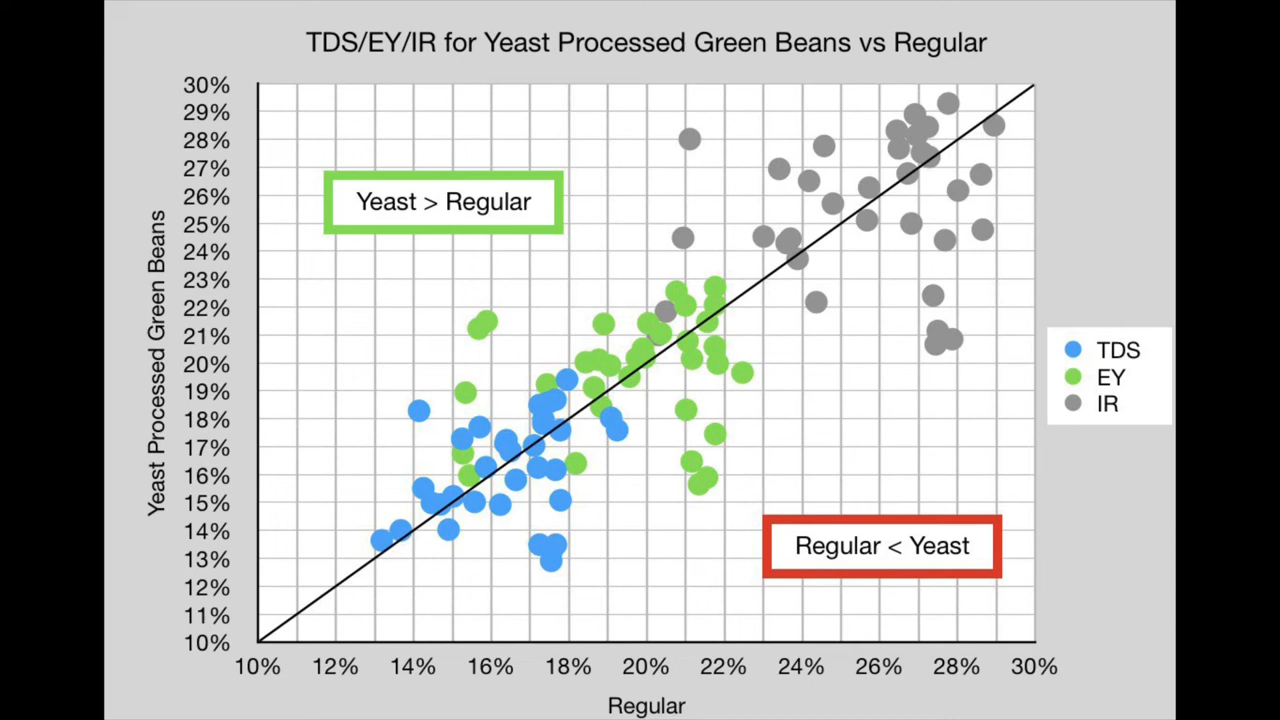 TDS/EY/IR for Yeast Processed Green Beans vs Regular
30%
29%
28%
27%
26%
25%
24%
23%
22%
21%
20%
19%
18%
17%
16%
15%
14%
13%
12%
11%
10%
Yeast Processed Green Beans
Yeast > Regular
Regular < Yeast
TDS
EY
IR
10% 12% 14% 16% 18% 20% 22% 24% 26% 28% 30%
Regular